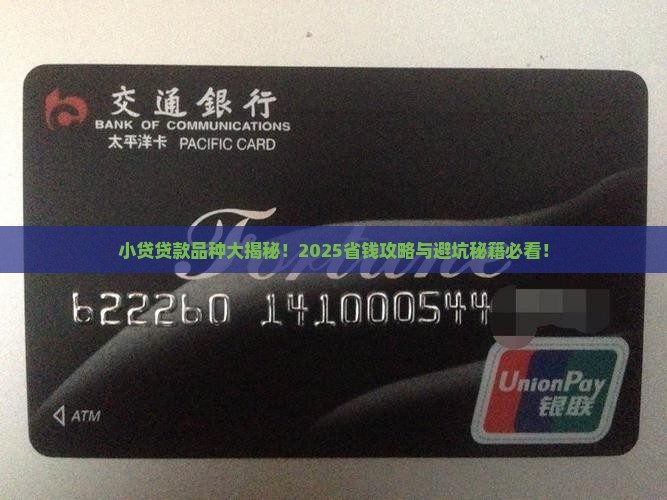 交通銀行
BANK OF COMMUNICATIONS
太平洋卡 PACIFIC CARD
Fortune
小贷贷款品种大揭秘！2025省钱攻略与避坑秘籍必看！
622260 141000544
UnionPay
银联
ATM